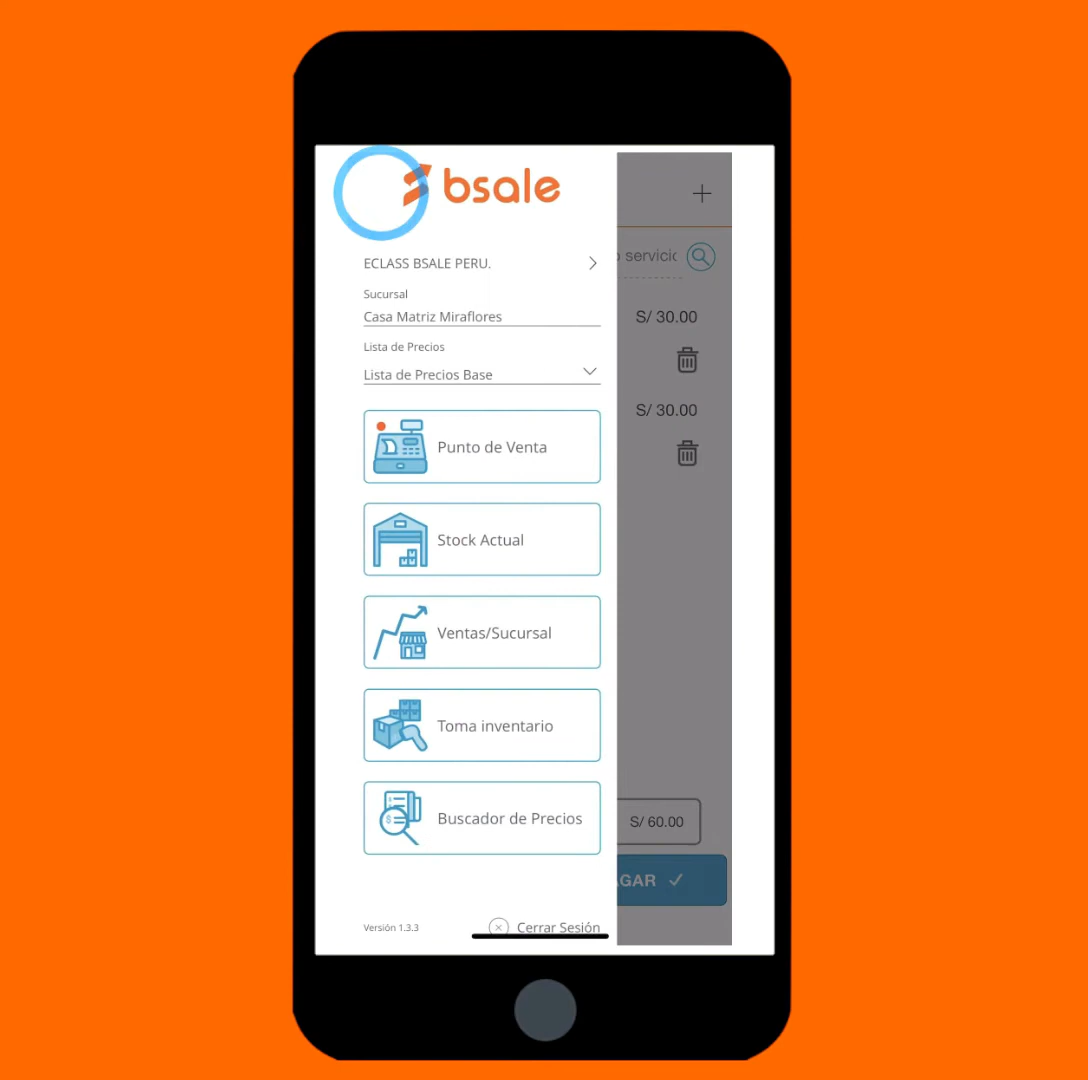 bsale
ECLASS BSALE PERU.
servicic
Sucursal
Casa Matriz Miraflores
S/ 30.00
Lista de Precios
Lista de Precios Base
S/ 30.00
Punto de Venta
Stock Actual
Ventas/Sucursal
Toma inventario
Buscador de Precios
S/ 60.00
GAR
Versión 1.3.3
Cerrar Sesión